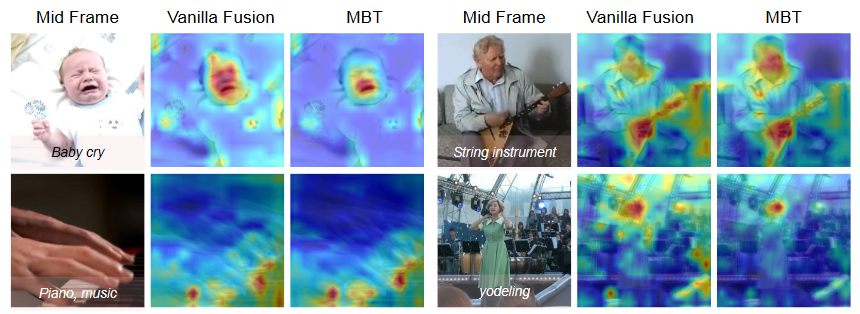 Mid Frame Vanilla Fusion MBT Mid Frame Vanilla Fusion MBT
Baby cry
String instrument
Piano, music
yodeling